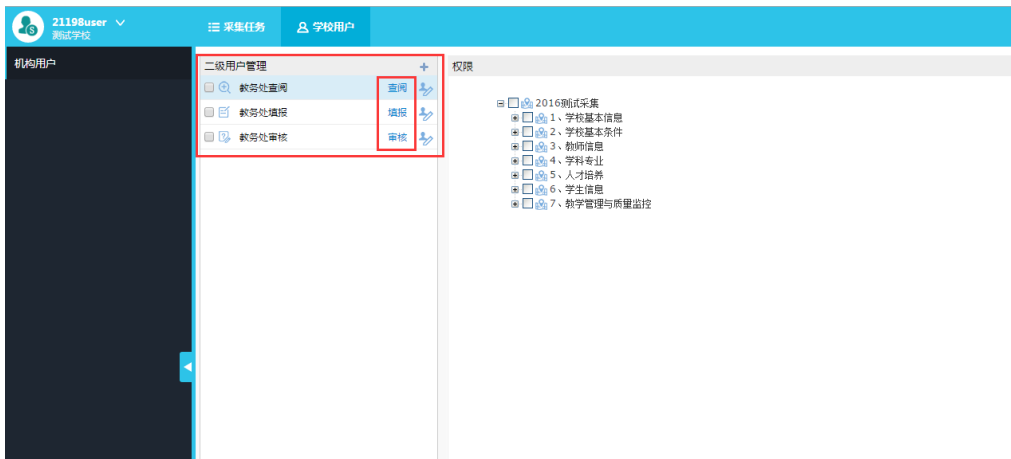 21198user
测试学校
采集任务
学校用户
机构用户
二级用户管理
+
权限
教务处查阅 查阅
教务处填报 填报
教务处审核 审核
2016测试采集
1、学校基本信息
2、学校基本条件
3、教师信息
4、学科专业
5、人才培养
6、学生信息
7、教学管理与质量监控